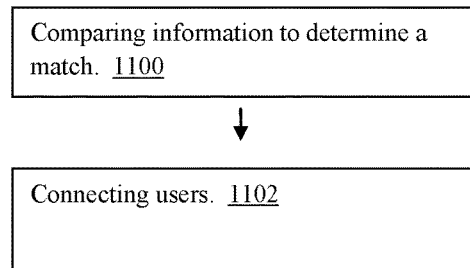 Comparing information to determine a
match. 1100
Connecting users. 1102